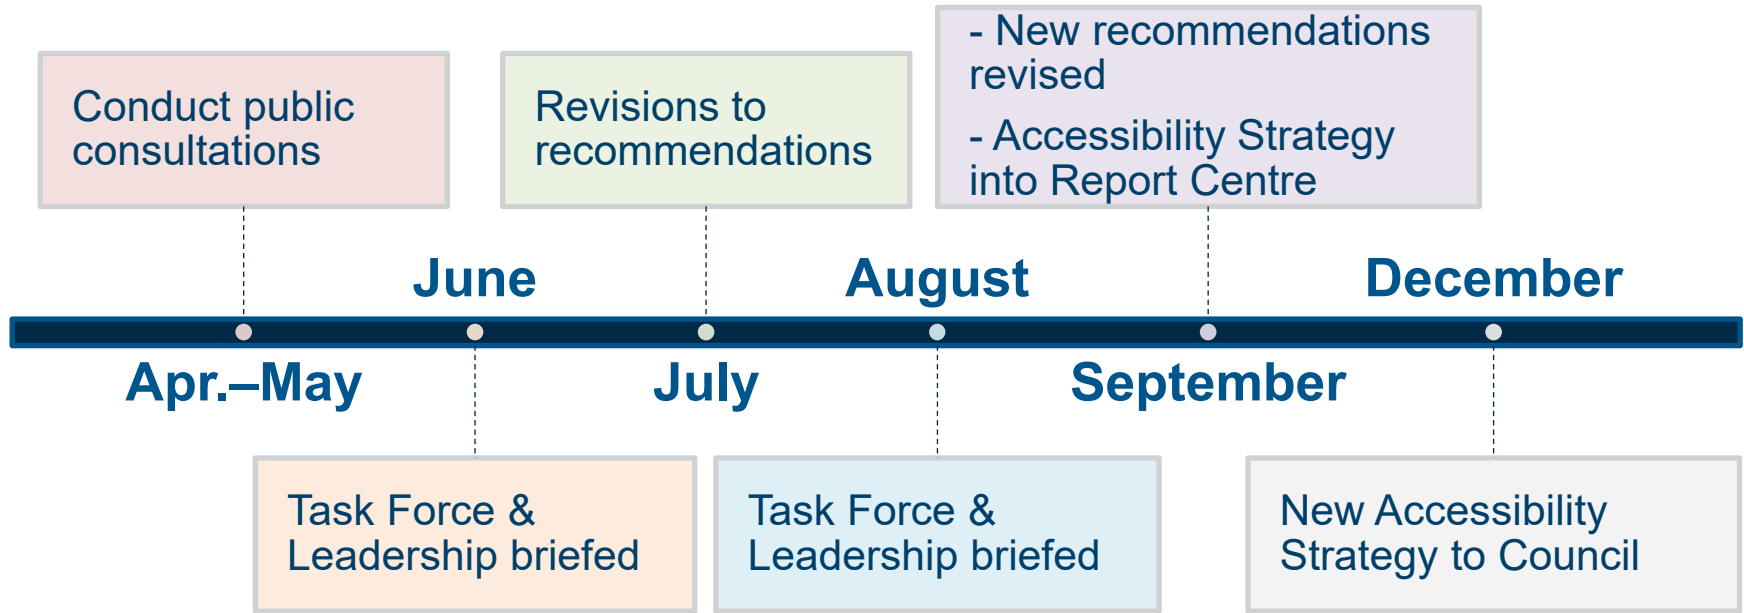 Conduct public
consultations
Revisions to
recommendations
- New recommendations
revised
- Accessibility Strategy
into Report Centre
June
August
December
Apr.–May
July
September
Task Force &
Leadership briefed
Task Force &
Leadership briefed
New Accessibility
Strategy to Council